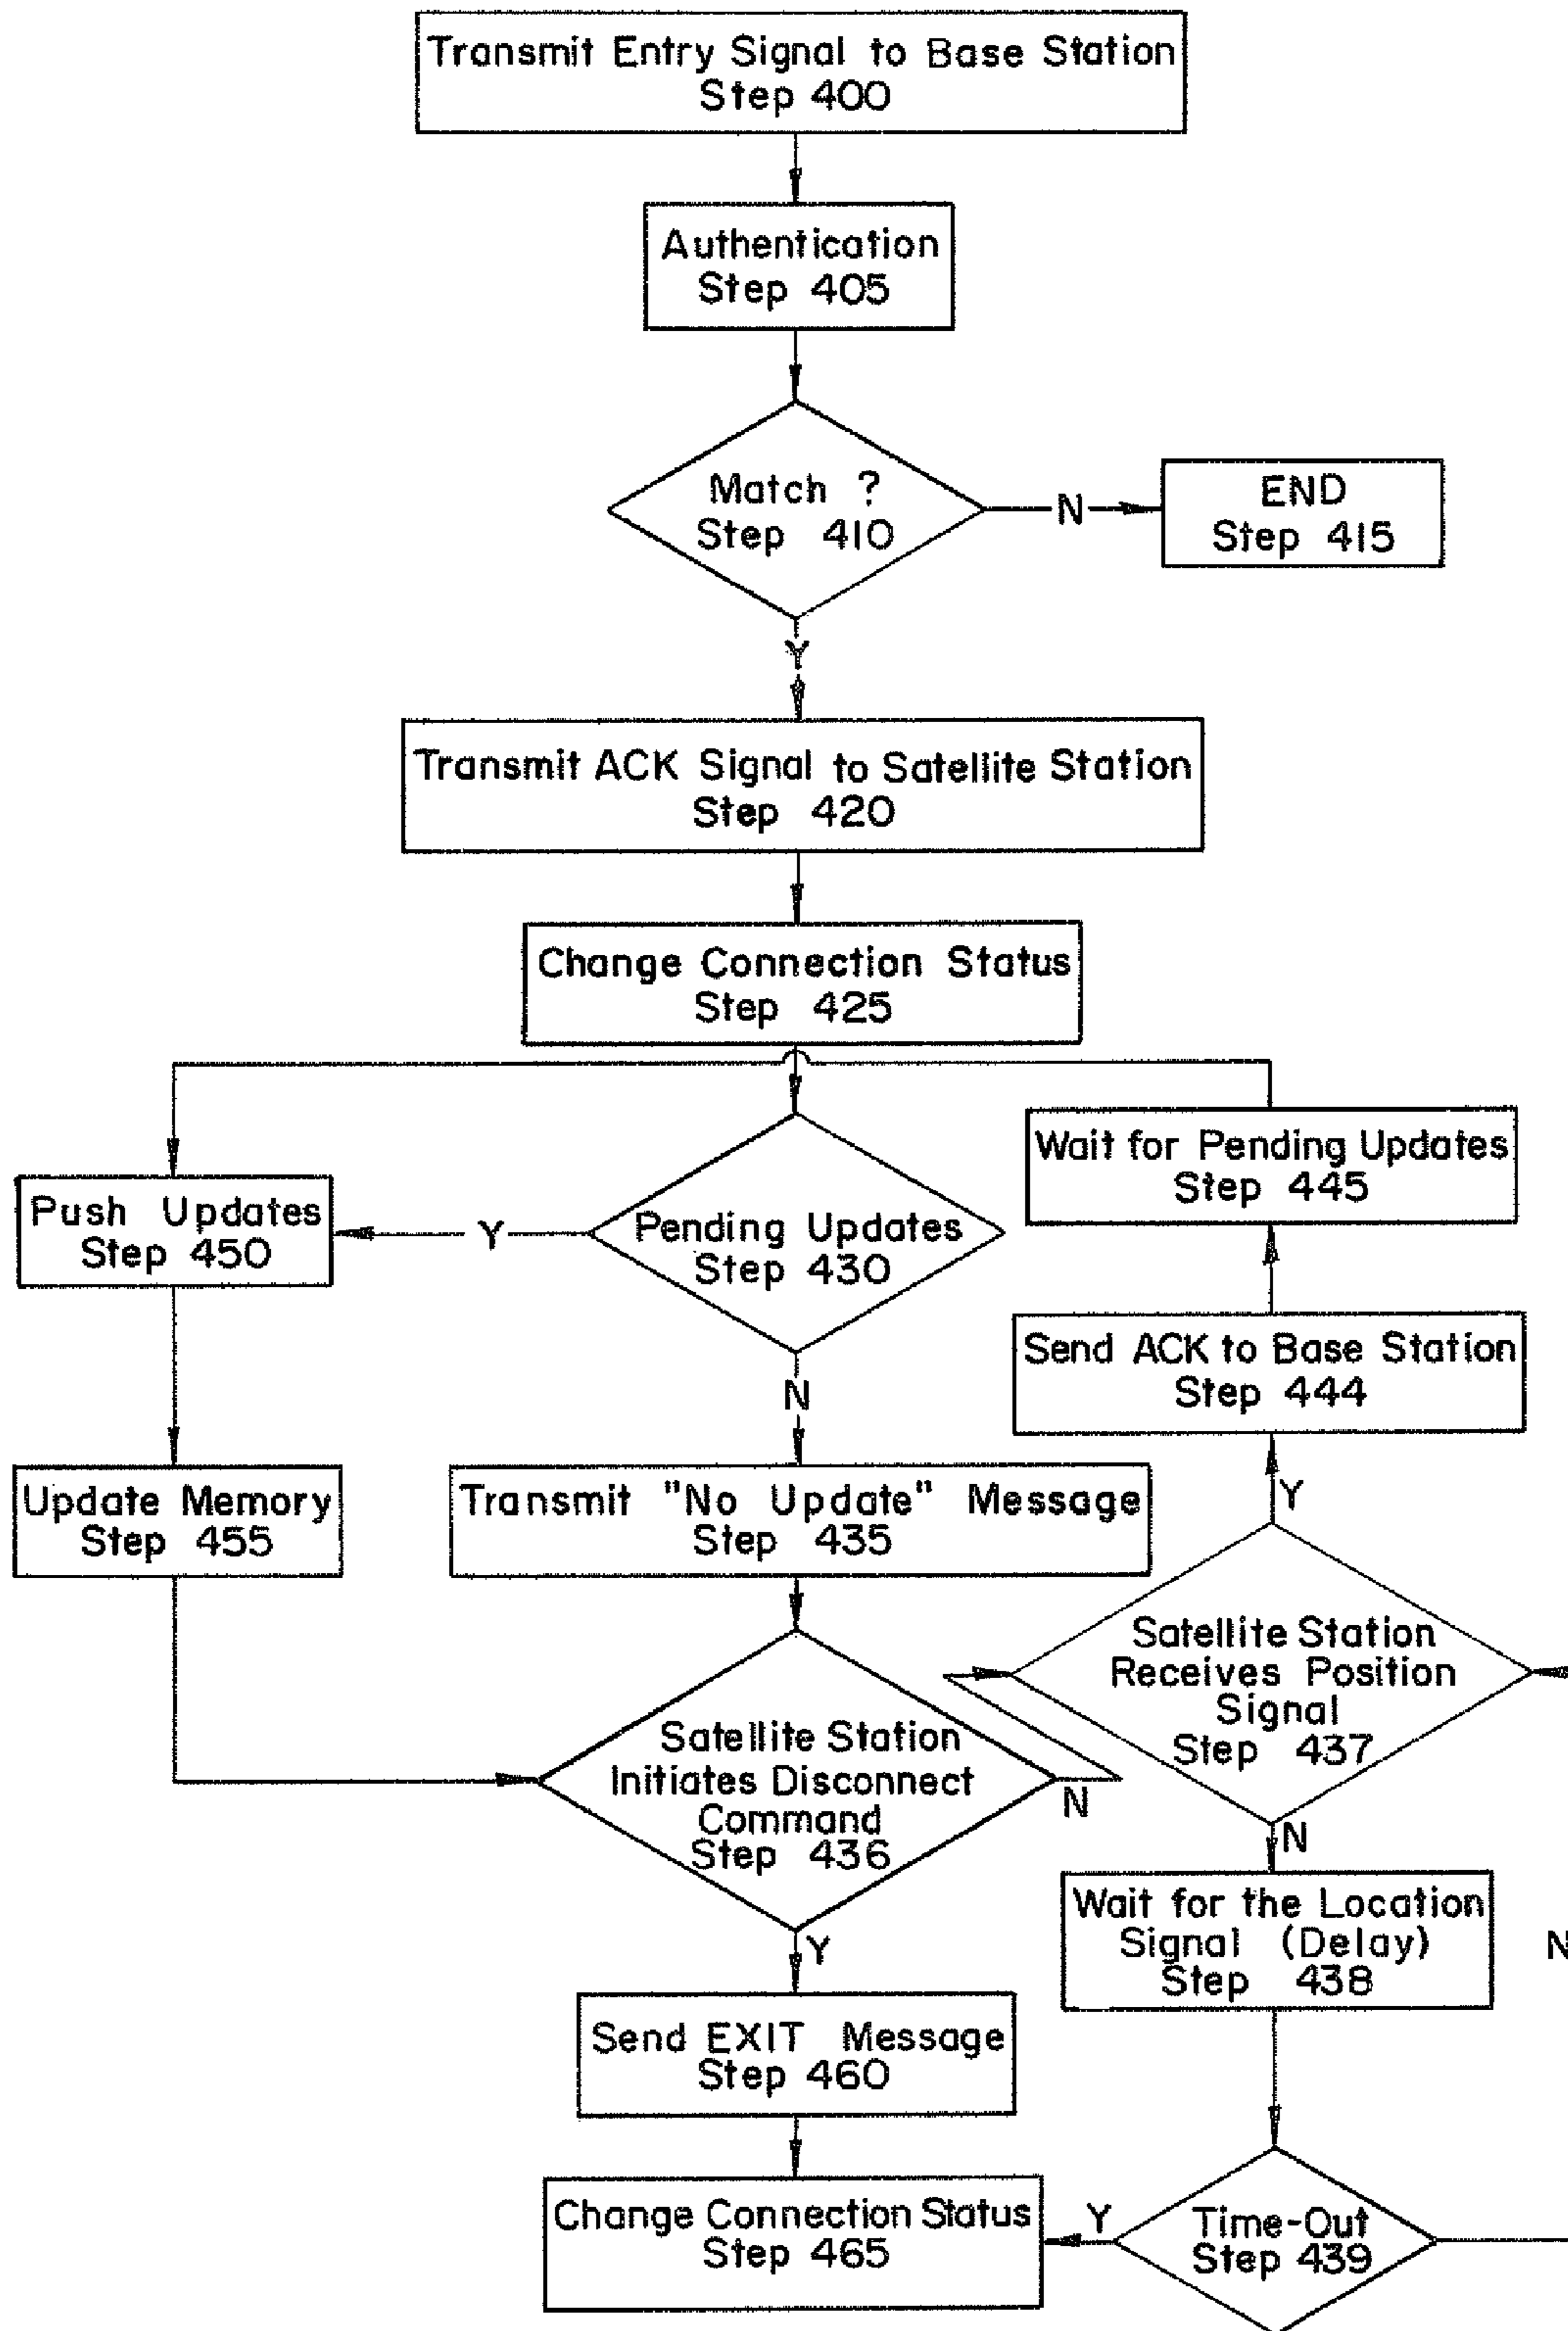 Transmit Entry Signal to Base Station
Step 400
Authentication
Step 405
Match ?
Step 410
N
END
Step 415
Y
Transmit ACK Signal to Satellite Station
Step 420
Change Connection Status
Step 425
Wait for Pending Updates
Step 445
Push Updates
Step 450
Y
Pending Updates
Step 430
Send ACK to Base Station
Step 444
N
Update Memory
Step 455
Transmit "No Update" Message
Step 435
Y
Satellite Station
Receives Position
Signal
Step 437
Satellite Station
Initiates Disconnect
Command
Step 436
N
N
Wait for the Location
Signal (Delay)
Step 438
Y
N
Send EXIT Message
Step 460
Change Connection Status
Step 465
Y
Time-Out
Step 439